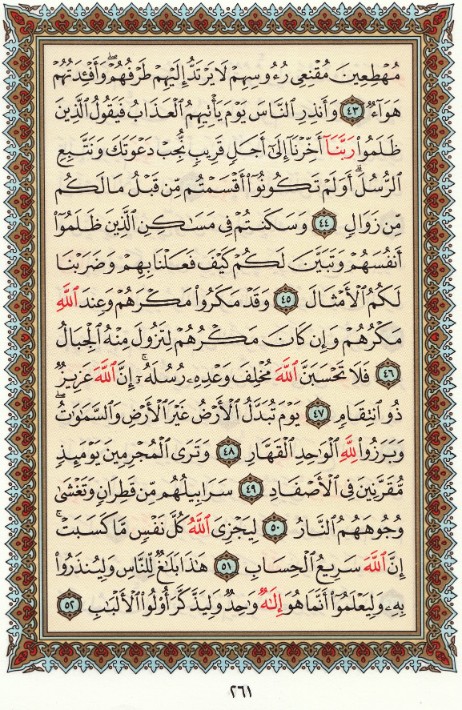 مُهْطِعِينَ مُقْنِعِى رُءُوسِهِمْ لَا يَرْتَدُّ إِلَيْهِمْ طَرْفُهُمْ ۖ وَأَفْـِٔدَتُهُمْ
هَوَآءٌ ۝٤٣ وَأَنذِرِ ٱلنَّاسَ يَوْمَ يَأْتِيهِمُ ٱلْعَذَابُ فَيَقُولُ ٱلَّذِينَ
ظَلَمُوا۟ رَبَّنَآ أَخِّرْنَآ إِلَىٰٓ أَجَلٍ قَرِيبٍ نُّجِبْ دَعْوَتَكَ وَنَتَّبِعِ
ٱلرُّسُلَ ۗ أَوَلَمْ تَكُونُوٓا۟ أَقْسَمْتُم مِّن قَبْلُ مَا لَكُم
مِّن زَوَالٍ ۝٤٤ وَسَكَنتُمْ فِى مَسَـٰكِنِ ٱلَّذِينَ ظَلَمُوٓا۟
أَنفُسَهُمْ وَتَبَيَّنَ لَكُمْ كَيْفَ فَعَلْنَا بِهِمْ وَضَرَبْنَا
لَكُمُ ٱلْأَمْثَالَ ۝٤٥ وَقَدْ مَكَرُوا۟ مَكْرَهُمْ وَعِندَ ٱللَّهِ
مَكْرُهُمْ وَإِن كَانَ مَكْرُهُمْ لِتَزُولَ مِنْهُ ٱلْجِبَالُ
۝٤٦ فَلَا تَحْسَبَنَّ ٱللَّهَ مُخْلِفَ وَعْدِهِۦ رُسُلَهُۥٓ ۗ إِنَّ ٱللَّهَ عَزِيزٌ
ذُو ٱنتِقَامٍ ۝٤٧ يَوْمَ تُبَدَّلُ ٱلْأَرْضُ غَيْرَ ٱلْأَرْضِ وَٱلسَّمَـٰوَٰتُ ۖ
وَبَرَزُوا۟ لِلَّهِ ٱلْوَٰحِدِ ٱلْقَهَّارِ ۝٤٨ وَتَرَى ٱلْمُجْرِمِينَ يَوْمَئِذٍ
مُّقَرَّنِينَ فِى ٱلْأَصْفَادِ ۝٤٩ سَرَابِيلُهُم مِّن قَطِرَانٍ وَتَغْشَىٰ
وُجُوهَهُمُ ٱلنَّارُ ۝٥٠ لِيَجْزِىَ ٱللَّهُ كُلَّ نَفْسٍ مَّا كَسَبَتْ ۚ
إِنَّ ٱللَّهَ سَرِيعُ ٱلْحِسَابِ ۝٥١ هَـٰذَا بَلَـٰغٌ لِّلنَّاسِ وَلِيُنذَرُوا۟
بِهِۦ وَلِيَعْلَمُوٓا۟ أَنَّمَا هُوَ إِلَـٰهٌ وَٰحِدٌ وَلِيَذَّكَّرَ أُو۟لُوا۟ ٱلْأَلْبَـٰبِ ۝٥٢
٢٦١